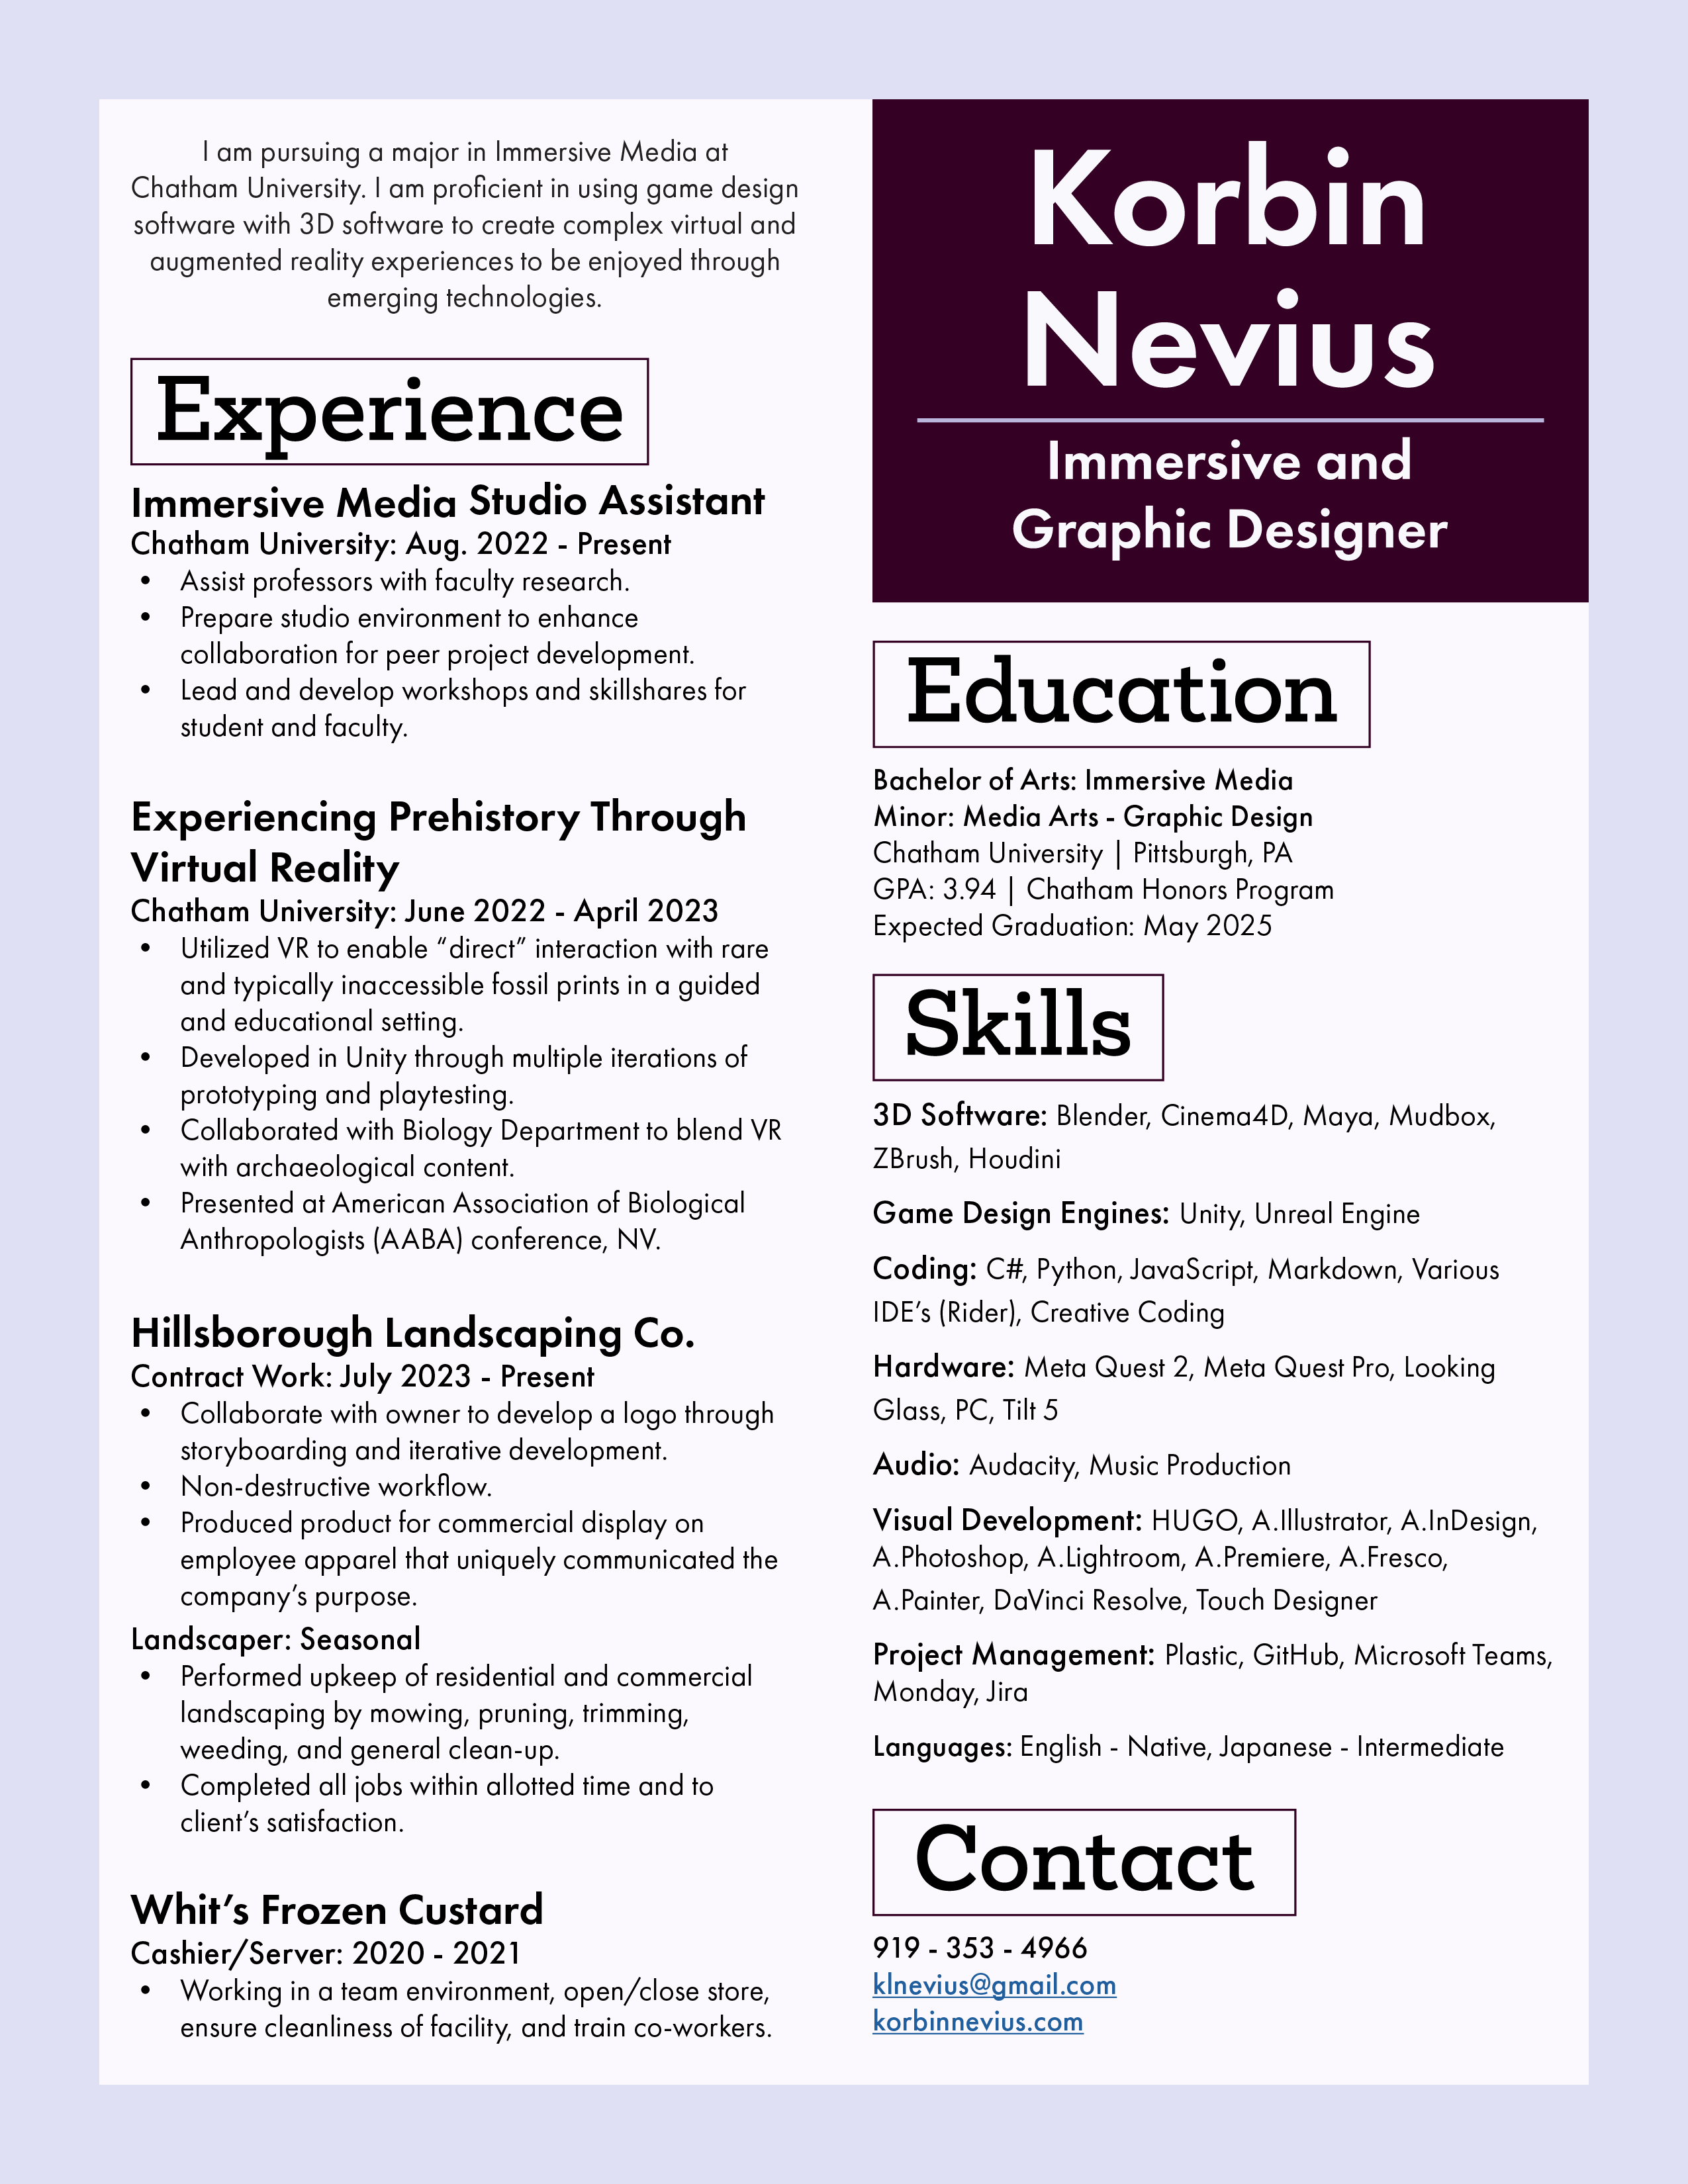 I am pursuing a major in Immersive Media at
Chatham University. I am proficient in using game design
software with 3D software to create complex virtual and
augmented reality experiences to be enjoyed through
emerging technologies.
Experience
Immersive Media Studio Assistant
Chatham University: Aug. 2022 - Present
• Assist professors with faculty research.
• Prepare studio environment to enhance
collaboration for peer project development.
• Lead and develop workshops and skillshares for
student and faculty.
Experiencing Prehistory Through
Virtual Reality
Chatham University: June 2022 - April 2023
• Utilized VR to enable “direct” interaction with rare
and typically inaccessible fossil prints in a guided
and educational setting.
• Developed in Unity through multiple iterations of
prototyping and playtesting.
• Collaborated with Biology Department to blend VR
with archaeological content.
• Presented at American Association of Biological
Anthropologists (AABA) conference, NV.
Hillsborough Landscaping Co.
Contract Work: July 2023 - Present
• Collaborate with owner to develop a logo through
storyboarding and iterative development.
• Non-destructive workflow.
• Produced product for commercial display on
employee apparel that uniquely communicated the
company’s purpose.
Landscaper: Seasonal
• Performed upkeep of residential and commercial
landscaping by mowing, pruning, trimming,
weeding, and general clean-up.
• Completed all jobs within allotted time and to
client’s satisfaction.
Whit’s Frozen Custard
Cashier/Server: 2020 - 2021
• Working in a team environment, open/close store,
ensure cleanliness of facility, and train co-workers.
Korbin
Nevius
Immersive and
Graphic Designer
Education
Bachelor of Arts: Immersive Media
Minor: Media Arts - Graphic Design
Chatham University | Pittsburgh, PA
GPA: 3.94 | Chatham Honors Program
Expected Graduation: May 2025
Skills
3D Software: Blender, Cinema4D, Maya, Mudbox,
ZBrush, Houdini
Game Design Engines: Unity, Unreal Engine
Coding: C#, Python, JavaScript, Markdown, Various
IDE’s (Rider), Creative Coding
Hardware: Meta Quest 2, Meta Quest Pro, Looking
Glass, PC, Tilt 5
Audio: Audacity, Music Production
Visual Development: HUGO, A.Illustrator, A.InDesign,
A.Photoshop, A.Lightroom, A.Premiere, A.Fresco,
A.Painter, DaVinci Resolve, Touch Designer
Project Management: Plastic, GitHub, Microsoft Teams,
Monday, Jira
Languages: English - Native, Japanese - Intermediate
Contact
919 - 353 - 4966
klnevius@gmail.com
korbinnevius.com